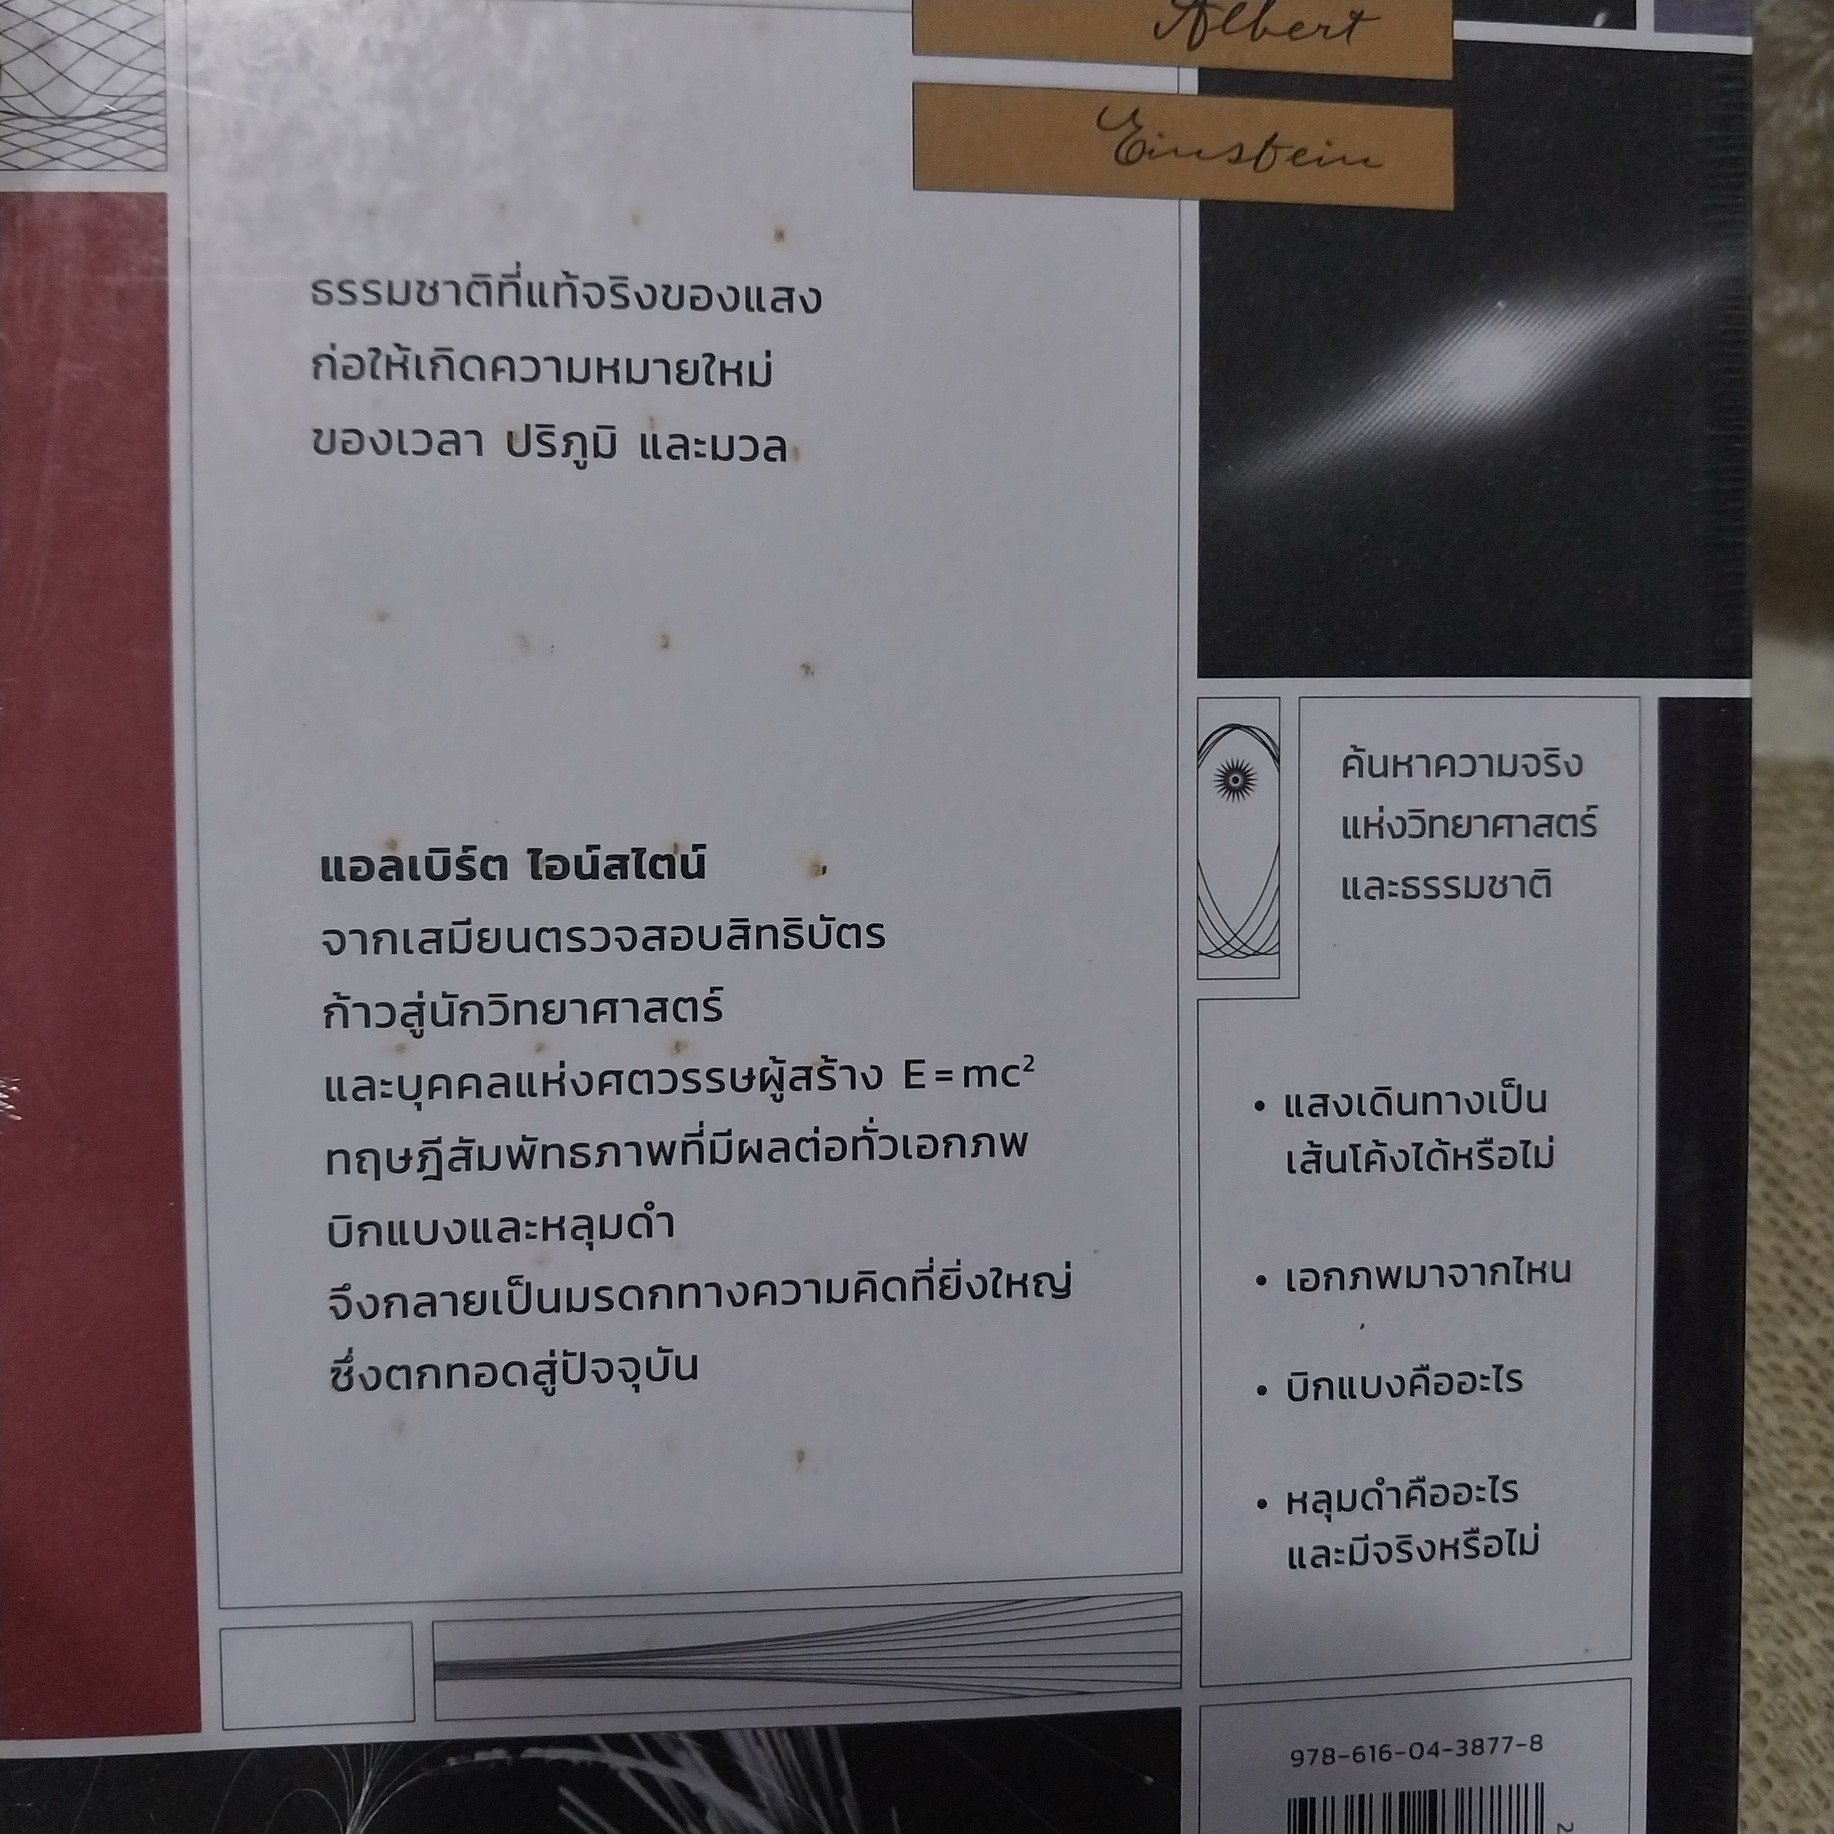 Albert
Einstein
ธรรมชาติที่แท้จริงของแสง
ก่อให้เกิดความหมายใหม่
ของเวลา ปริภูมิ และมวล
แอลเบิร์ต ไอน์สไตน์
จากเสมียนตรวจสอบสิทธิบัตร
ก้าวสู่นักวิทยาศาสตร์
และบุคคลแห่งศตวรรษผู้สร้าง E=mc²
ทฤษฎีสัมพัทธภาพที่มีผลต่อทั่วเอกภพ
บิกแบงและหลุมดำ
จึงกลายเป็นมรดกทางความคิดที่ยิ่งใหญ่
ซึ่งตกทอดสู่ปัจจุบัน
ค้นหาความจริง
แห่งวิทยาศาสตร์
และธรรมชาติ
• แสงเดินทางเป็น
เส้นโค้งได้หรือไม่
• เอกภพมาจากไหน
• บิกแบงคืออะไร
• หลุมดำคืออะไร
และมีจริงหรือไม่
978-616-04-3877-8